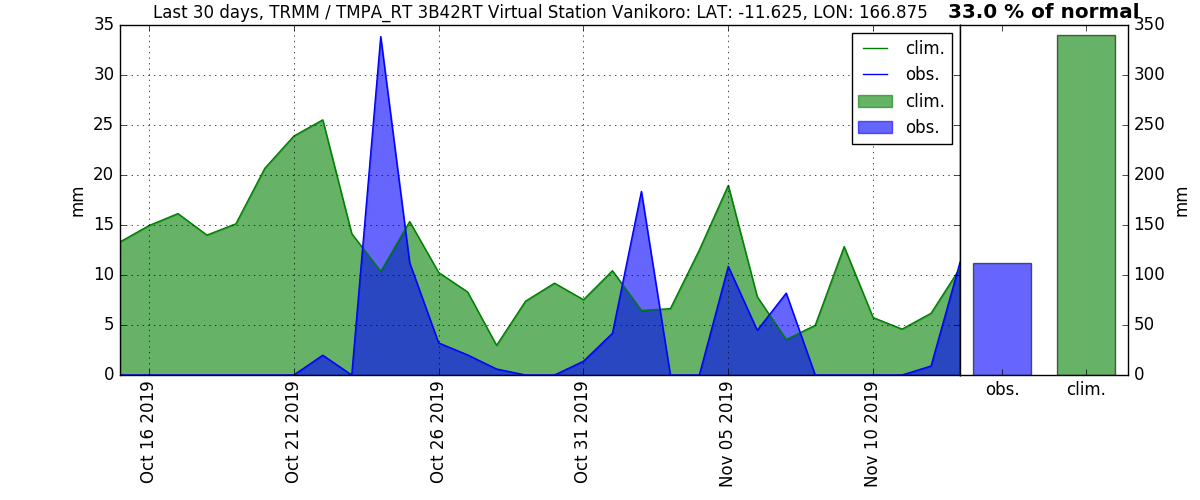 Last 30 days, TRMM / TMPA_RT 3B42RT Virtual Station Vanikoro: LAT: -11.625, LON: 166.875
33.0 % of normal
35
30
25
20
15
10
5
0
mm
clim.
obs.
clim.
obs.
Oct 16 2019
Oct 21 2019
Oct 26 2019
Oct 31 2019
Nov 05 2019
Nov 10 2019
350
300
250
200
150
100
50
0
mm
obs.
clim.